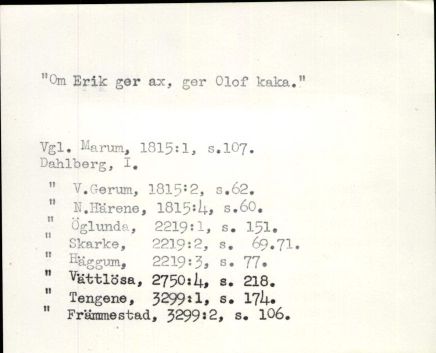 "Om Erik ger ax, ger Olof kaka."
Vgl. Marum, 1815:1, s.107.
Dahlberg, I.
" V.Gerum, 1815:2, s.62.
" N.Härene, 1815:4, s.60.
" Öglunda, 2219:1, s. 151.
" Skarke, 2219:2, s. 69.71.
" Häggum, 2219:3, s. 77.
" Vättlösa, 2750:4, s. 218.
" Tengene, 3299:1, s. 174.
" Främmestad, 3299:2, s. 106.